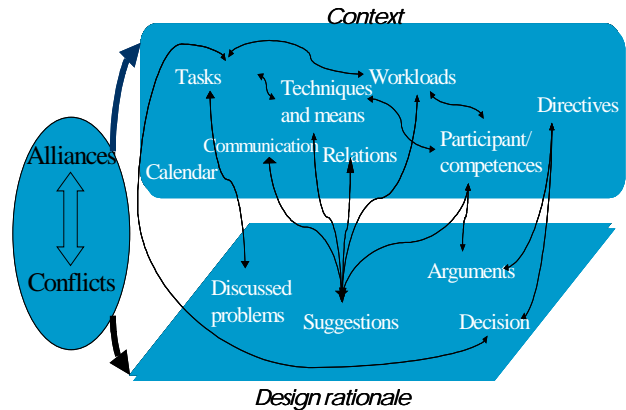 Context
Tasks
Workloads
Techniques
and means
Directives
Communication
Relations
Participant/
competences
Alliances
Calendar
Conflicts
Discussed
problems
Arguments
Suggestions
Decision
Design rationale